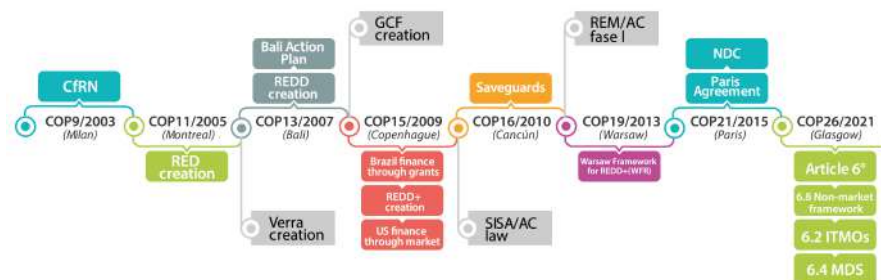 GCF
creation
REM/AC
fase I
Bali Action
Plan
NDC
CfRN
REDD
creation
Saveguards
Paris
Agreement
COP9/2003
(Milan)
COP11/2005
(Montreal)
COP13/2007
(Bali)
COP15/2009
(Copenhague)
COP16/2010
(Cancún)
COP19/2013
(Warsaw)
COP21/2015
(Paris)
COP26/2021
(Glasgow)
RED
creation
Brazil finance
through grants
Warsaw Framework
for REDD+(WFR)
Article 6°
REDD+
creation
6.8 Non-market
framework
Verra
creation
US finance
through market
SISA/AC
law
6.2 ITMOs
6.4 MDS